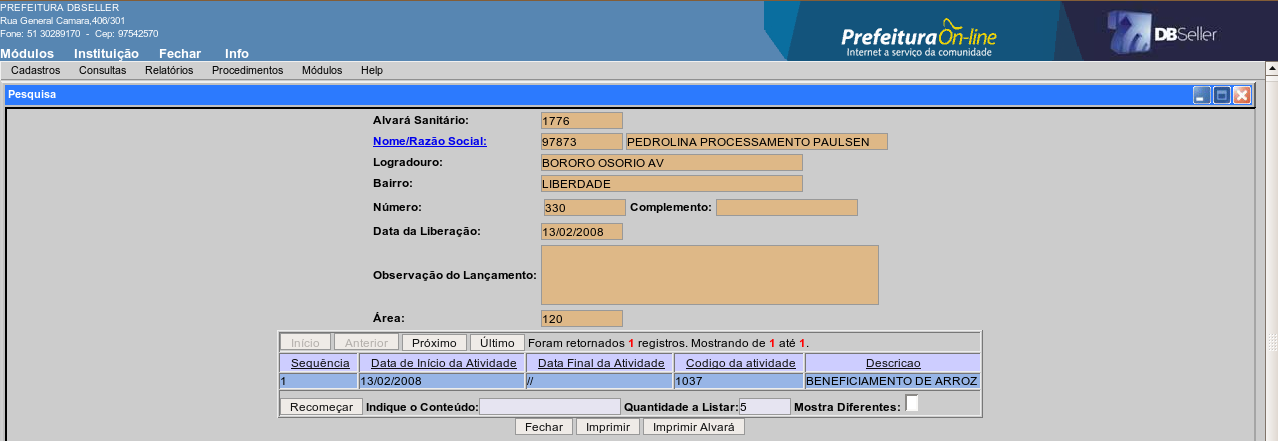 PREFEITURA DBSELLER
Rua General Camara,406/301
Fone: 51 30289170 - Cep: 97542570
Prefeitura On-line
Internet a serviço da comunidade
DBSeller
Módulos Instituição Fechar Info
Cadastros Consultas Relatórios Procedimentos Módulos Help
Pesquisa
Alvará Sanitário: 1776
Nome/Razão Social: 97873 PEDROLINA PROCESSAMENTO PAULSEN
Logradouro: BORORO OSORIO AV
Bairro: LIBERDADE
Número: 330 Complemento:
Data da Liberação: 13/02/2008
Observação do Lançamento:
Área: 120
Início Anterior Próximo Último Foram retornados 1 registros. Mostrando de 1 até 1.
Sequência Data de Início da Atividade Data Final da Atividade Codigo da atividade Descricao
1 13/02/2008 // 1037 BENEFICIAMENTO DE ARROZ
Recomeçar Indique o Conteúdo: Quantidade a Listar: 5 Mostra Diferentes:
Fechar Imprimir Imprimir Alvará